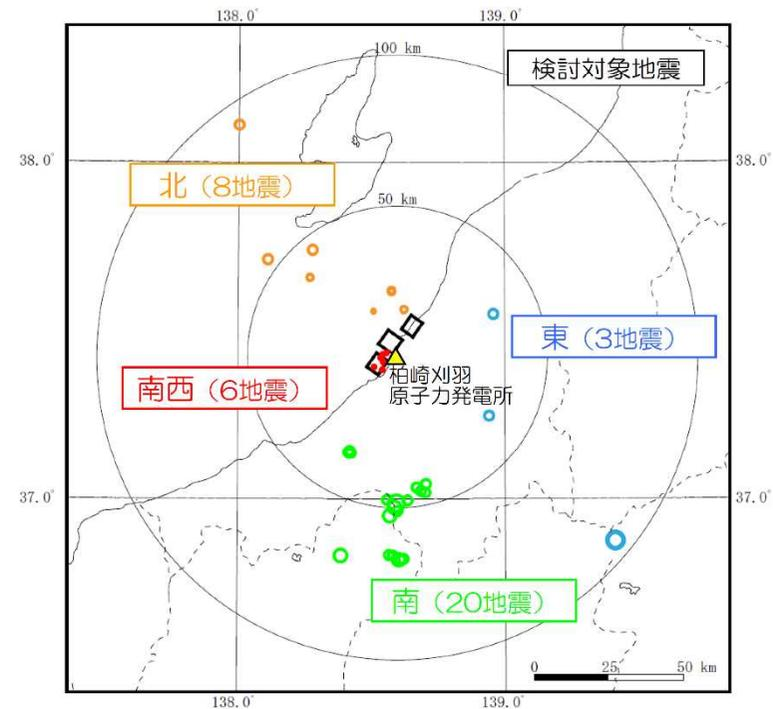 138.0°
139.0°
100 km
検討対象地震
38.0°
38.0°
北（8地震）
50 km
東（3地震）
南西（6地震）
柏崎刈羽
原子力発電所
37.0°
37.0°
南（20地震）
0 25 50 km
138.0°
139.0°